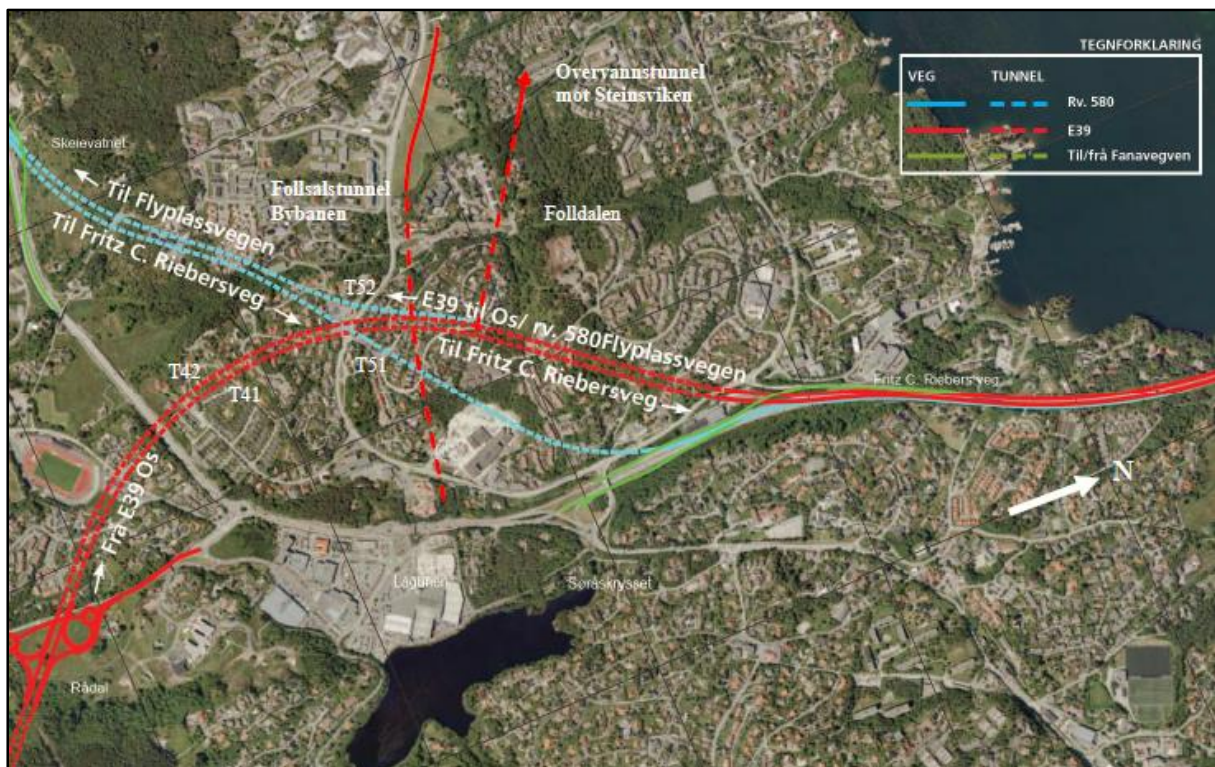 TEGNFORKLARING
VEG TUNNEL
Rv. 580
E39
Til/frå Fanavegven
Overvannstunnel
mot Steinsviken
Skeievatnet
Til Flyplassvegen
Follsalstunnel
Bybanen
Folldalen
Til Fritz C. Riebersveg
T52
E39 til Os/ rv. 580Flyplassvegen
T51
Til Fritz C. Riebersveg
T42
T41
Fritz C. Riebers veg
Frå E39 Os
N
Lagunen
Søråskrysset
Rådal